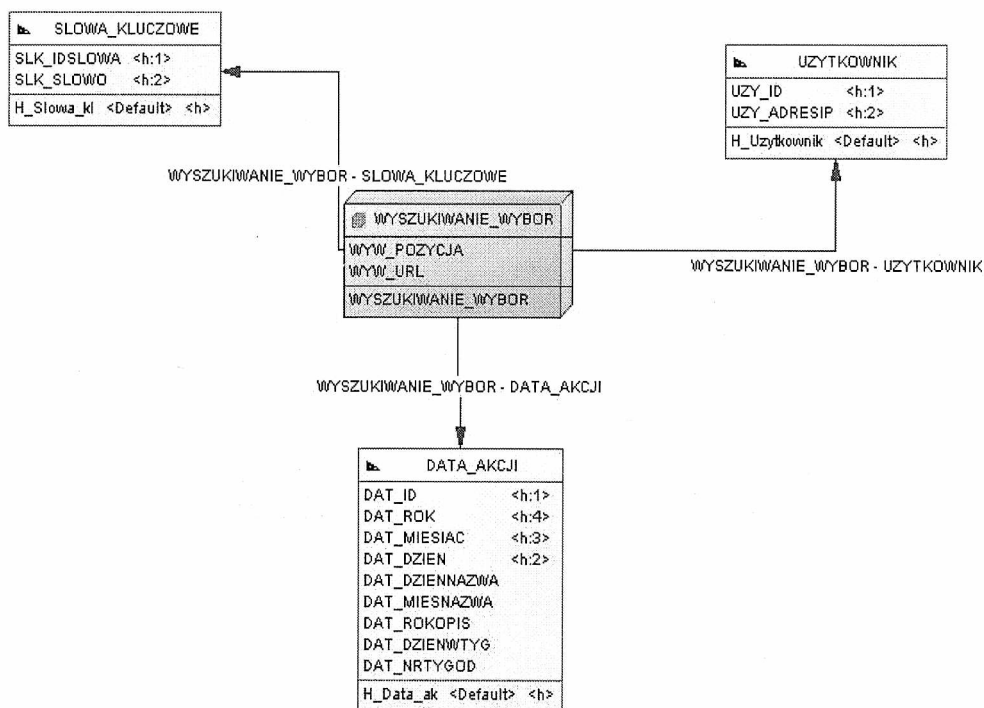 SLOWA_KLUCZOWE
SLK_IDSLOWA <h:1>
SLK_SLOWO <h:2>
H_Slowa_kl <Default> <h>
UZYTKOWNIK
UZY_ID <h:1>
UZY_ADRESIP <h:2>
H_Uzytkownik <Default> <h>
WYSZUKIWANIE_WYBOR - SLOWA_KLUCZOWE
WYSZUKIWANIE_WYBOR
WYW_POZYCJA
WYW_URL
WYSZUKIWANIE_WYBOR
WYSZUKIWANIE_WYBOR - UZYTKOWNIK
WYSZUKIWANIE_WYBOR - DATA_AKCJI
DATA_AKCJI
DAT_ID <h:1>
DAT_ROK <h:4>
DAT_MIESIAC <h:3>
DAT_DZIEN <h:2>
DAT_DZIENNAZWA
DAT_MIESNAZWA
DAT_ROKOPIS
DAT_DZIENWTYG
DAT_NRTYGOD
H_Data_ak <Default> <h>